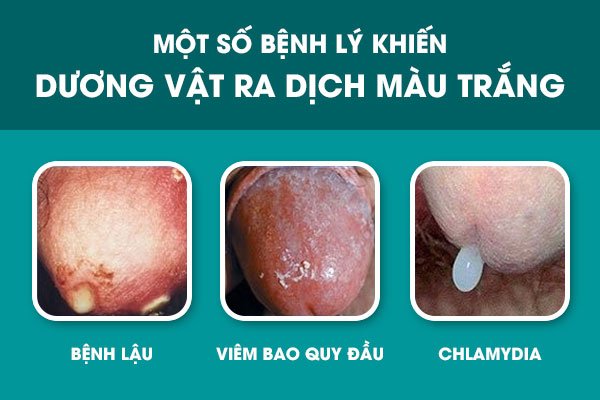 MỘT SỐ BỆNH LÝ KHIẾN
DƯƠNG VẬT RA DỊCH MÀU TRẮNG
BỆNH LẬU
VIÊM BAO QUY ĐẦU
CHLAMYDIA